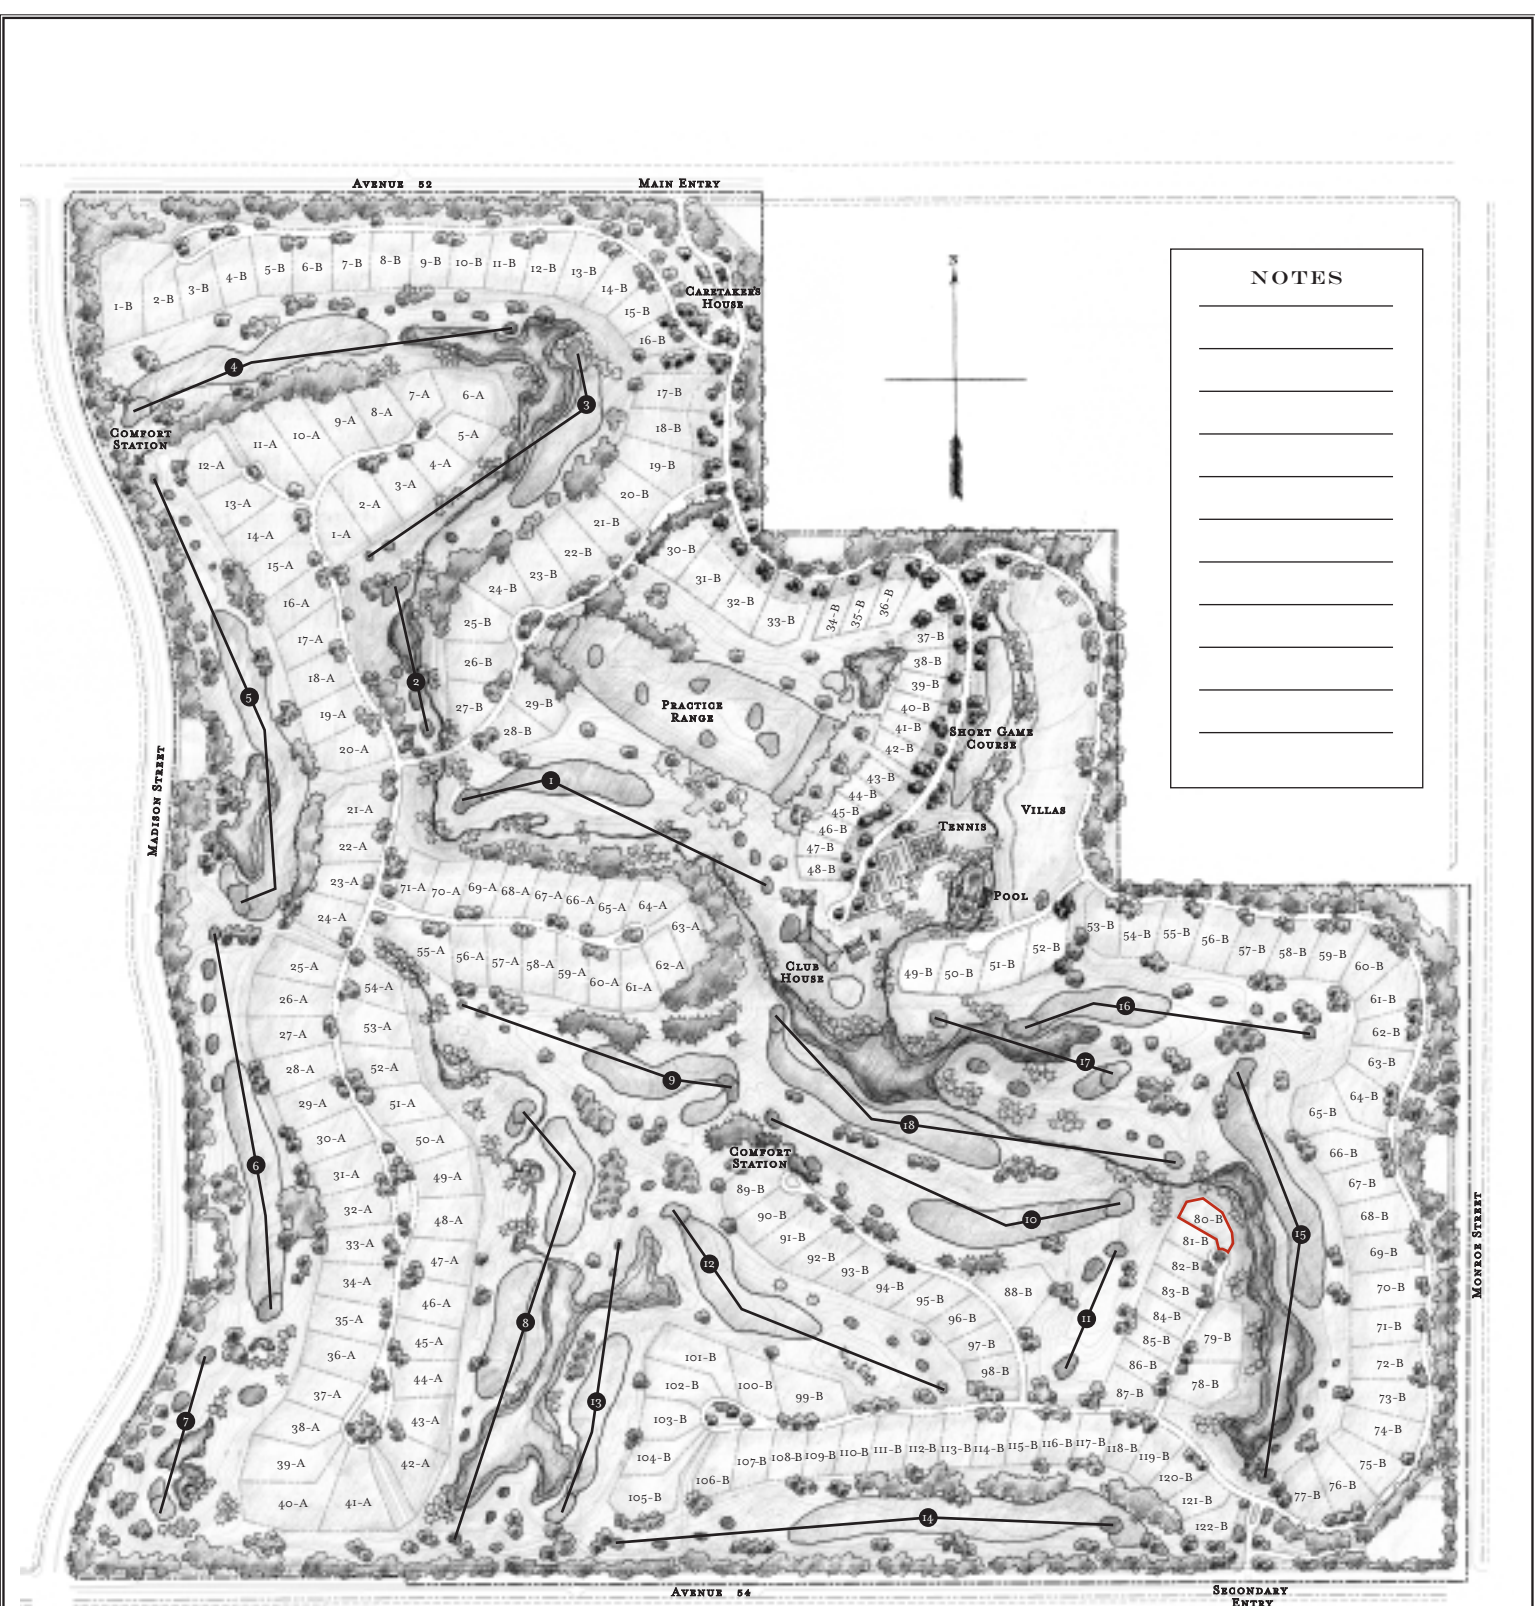 AVENUE 52
MAIN ENTRY
NOTES
N
CARETAKER'S
HOUSE
1-B
2-B
3-B
4-B
5-B
6-B
7-B
8-B
9-B
10-B
11-B
12-B
13-B
14-B
15-B
16-B
17-B
18-B
19-B
20-B
21-B
22-B
23-B
24-B
25-B
26-B
27-B
28-B
29-B
4
3
COMFORT
STATION
7-A
6-A
8-A
9-A
10-A
11-A
5-A
4-A
3-A
2-A
1-A
12-A
13-A
14-A
15-A
16-A
17-A
18-A
19-A
20-A
21-A
22-A
23-A
24-A
5
2
MADISON STREET
30-B
31-B
32-B
33-B
34-B
35-B
36-B
37-B
38-B
39-B
40-B
41-B
42-B
43-B
44-B
45-B
46-B
47-B
48-B
PRACTICE
RANGE
SHORT GAME
COURSE
VILLAS
TENNIS
POOL
1
71-A
70-A
69-A
68-A
67-A
66-A
65-A
64-A
63-A
62-A
61-A
60-A
59-A
58-A
57-A
56-A
55-A
54-A
53-A
52-A
51-A
50-A
49-A
48-A
47-A
46-A
45-A
44-A
43-A
42-A
41-A
40-A
39-A
38-A
37-A
36-A
35-A
34-A
33-A
32-A
31-A
30-A
29-A
28-A
27-A
26-A
25-A
CLUB
HOUSE
49-B
50-B
51-B
52-B
53-B
54-B
55-B
56-B
57-B
58-B
59-B
60-B
61-B
62-B
63-B
64-B
65-B
66-B
67-B
68-B
69-B
70-B
71-B
72-B
73-B
74-B
75-B
76-B
77-B
16
17
9
18
COMFORT
STATION
6
10
12
15
8
11
13
7
14
MONROE STREET
80-B
81-B
82-B
83-B
84-B
85-B
86-B
87-B
79-B
78-B
88-B
89-B
90-B
91-B
92-B
93-B
94-B
95-B
96-B
97-B
98-B
99-B
100-B
101-B
102-B
103-B
104-B
105-B
106-B
107-B
108-B
109-B
110-B
111-B
112-B
113-B
114-B
115-B
116-B
117-B
118-B
119-B
120-B
121-B
122-B
AVENUE 54
SECONDARY
ENTRY